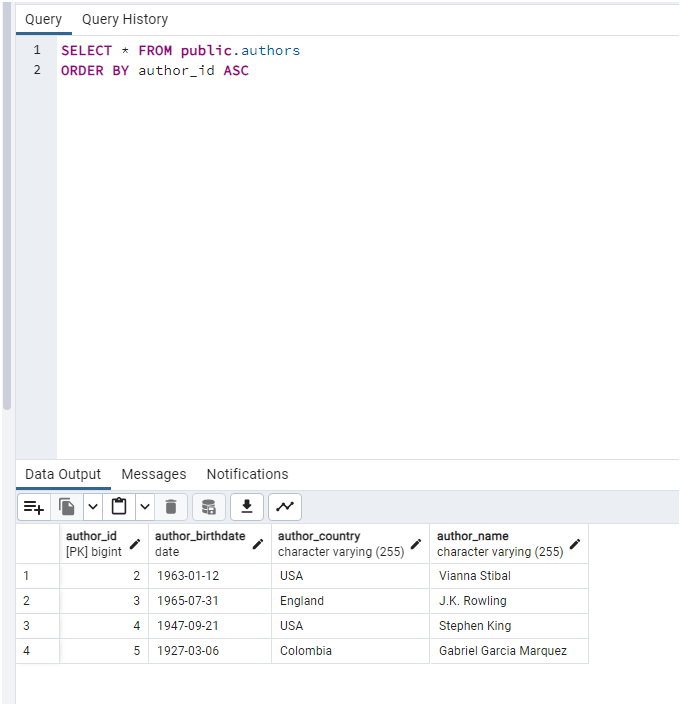 Query Query History
1 SELECT * FROM public.authors
2 ORDER BY author_id ASC
Data Output Messages Notifications
author_id author_birthdate author_country author_name
[PK] bigint date character varying (255) character varying (255)
1 2 1963-01-12 USA Vianna Stibal
2 3 1965-07-31 England J.K. Rowling
3 4 1947-09-21 USA Stephen King
4 5 1927-03-06 Colombia Gabriel Garcia Marquez